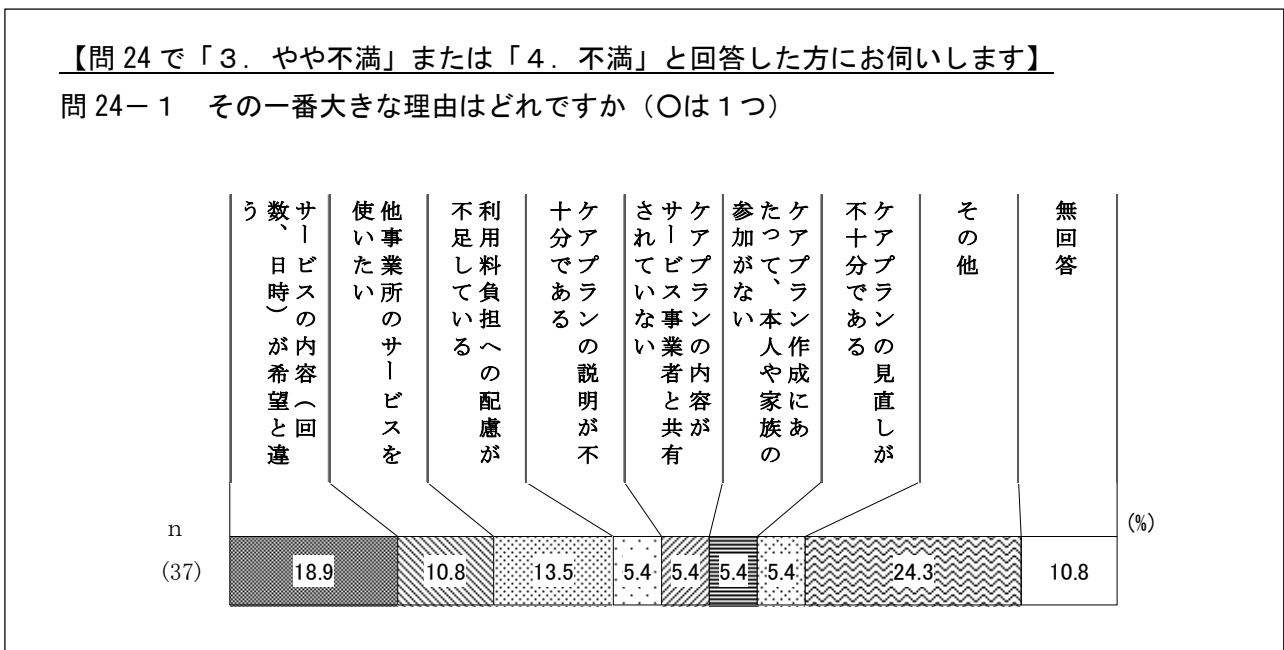 【問 24 で「３．やや不満」または「４．不満」と回答した方にお伺いします】
問 24－１　その一番大きな理由はどれですか（〇は１つ）
サービスの内容（回
数、日時）が希望と違
う
他事業所のサービスを
使いたい
利用料負担への配慮が
不足している
ケアプランの説明が不
十分である
ケアプランの内容が
サービス事業者と共有
されていない
ケアプラン作成にあ
たって、本人や家族の
参加がない
ケアプランの見直しが
不十分である
その他
無回答
n
(%)
(37)
18.9
10.8
13.5
5.4
5.4
5.4
5.4
24.3
10.8